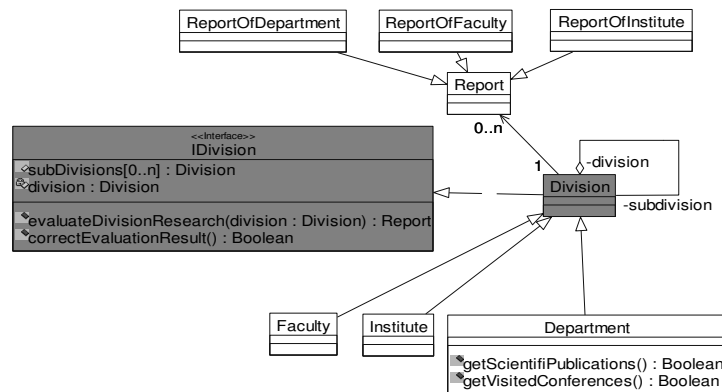 ReportOfDepartment
ReportOfFaculty
ReportOfInstitute
Report
0..n
<<Interface>>
IDivision
subDivisions[0..n] : Division
division : Division
evaluateDivisionResearch(division : Division) : Report
correctEvaluationResult() : Boolean
1
-division
Division
-subdivision
Faculty
Institute
Department
getScientifiPublications() : Boolean
getVisitedConferences() : Boolean